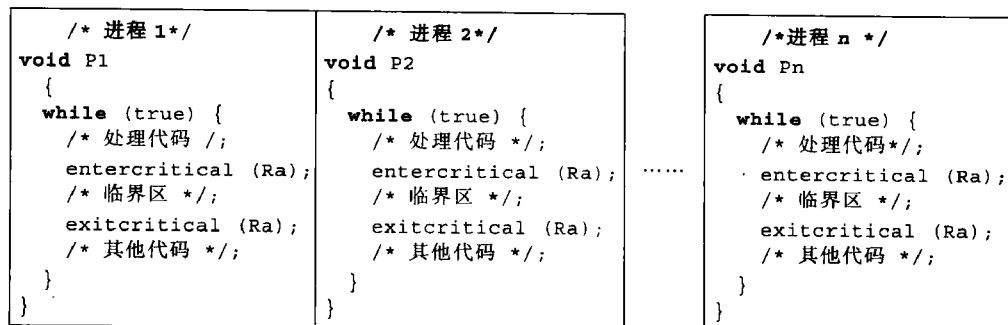 /* 进程 1*/
void P1
{
while (true) {
/* 处理代码 /;
entercritical (Ra);
/* 临界区 */;
exitcritical (Ra);
/* 其他代码 */;
}
}
/* 进程 2*/
void P2
{
while (true) {
/* 处理代码 */;
entercritical (Ra);
/* 临界区 */;
exitcritical (Ra);
/* 其他代码 */;
}
}
……
/*进程 n */
void Pn
{
while (true) {
/* 处理代码*/;
entercritical (Ra);
/* 临界区 */;
exitcritical (Ra);
/* 其他代码 */;
}
}